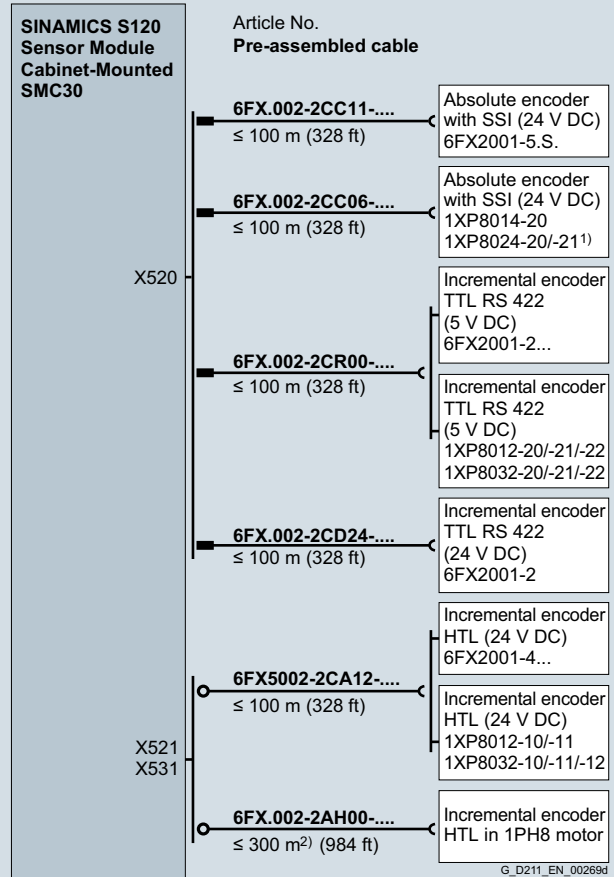 SINAMICS S120
Sensor Module
Cabinet-Mounted
SMC30
Article No.
Pre-assembled cable
6FX.002-2CC11-....
≤ 100 m (328 ft)
Absolute encoder
with SSI (24 V DC)
6FX2001-5.S.
6FX.002-2CC06-....
≤ 100 m (328 ft)
Absolute encoder
with SSI (24 V DC)
1XP8014-20
1XP8024-20/-21¹⁾
X520
6FX.002-2CR00-....
≤ 100 m (328 ft)
Incremental encoder
TTL RS 422
(5 V DC)
6FX2001-2...
Incremental encoder
TTL RS 422
(5 V DC)
1XP8012-20/-21/-22
1XP8032-20/-21/-22
6FX.002-2CD24-....
≤ 100 m (328 ft)
Incremental encoder
TTL RS 422
(24 V DC)
6FX2001-2
X521
X531
6FX5002-2CA12-....
≤ 100 m (328 ft)
Incremental encoder
HTL (24 V DC)
6FX2001-4...
Incremental encoder
HTL (24 V DC)
1XP8012-10/-11
1XP8032-10/-11/-12
6FX.002-2AH00-....
≤ 300 m²⁾ (984 ft)
Incremental encoder
HTL in 1PH8 motor
G_D211_EN_00269d